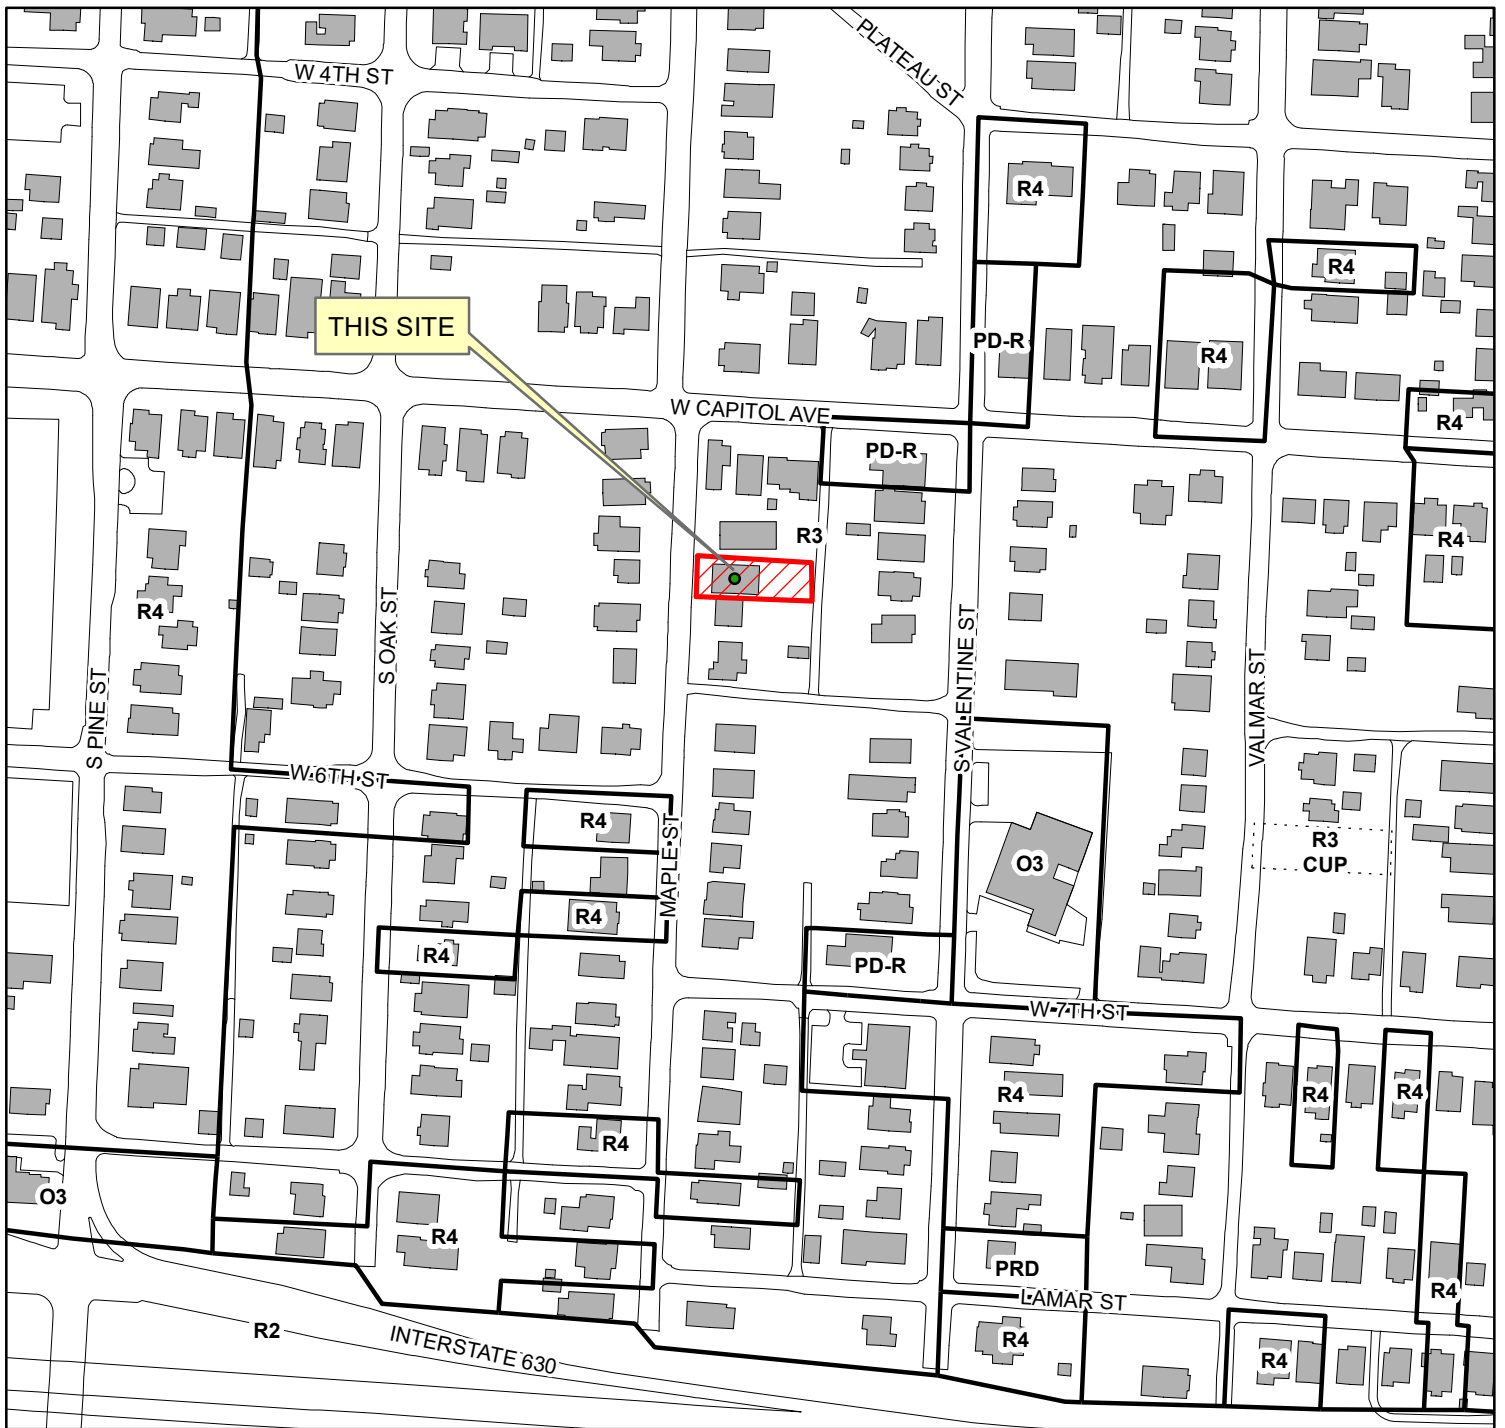 PLATEAU ST
W 4TH ST
R4
R4
THIS SITE
PD-R
R4
W CAPITOL AVE
R4
PD-R
R3
R4
R4
S OAK ST
S VALENTINE ST
VALMAR ST
S PINE ST
W 6TH ST
R4
MAPLE ST
R3
CUP
O3
R4
R4
PD-R
W 7TH ST
R4
R4
R4
R4
O3
R4
PRD
R4
LAMAR ST
R2
INTERSTATE 630
R4
R4